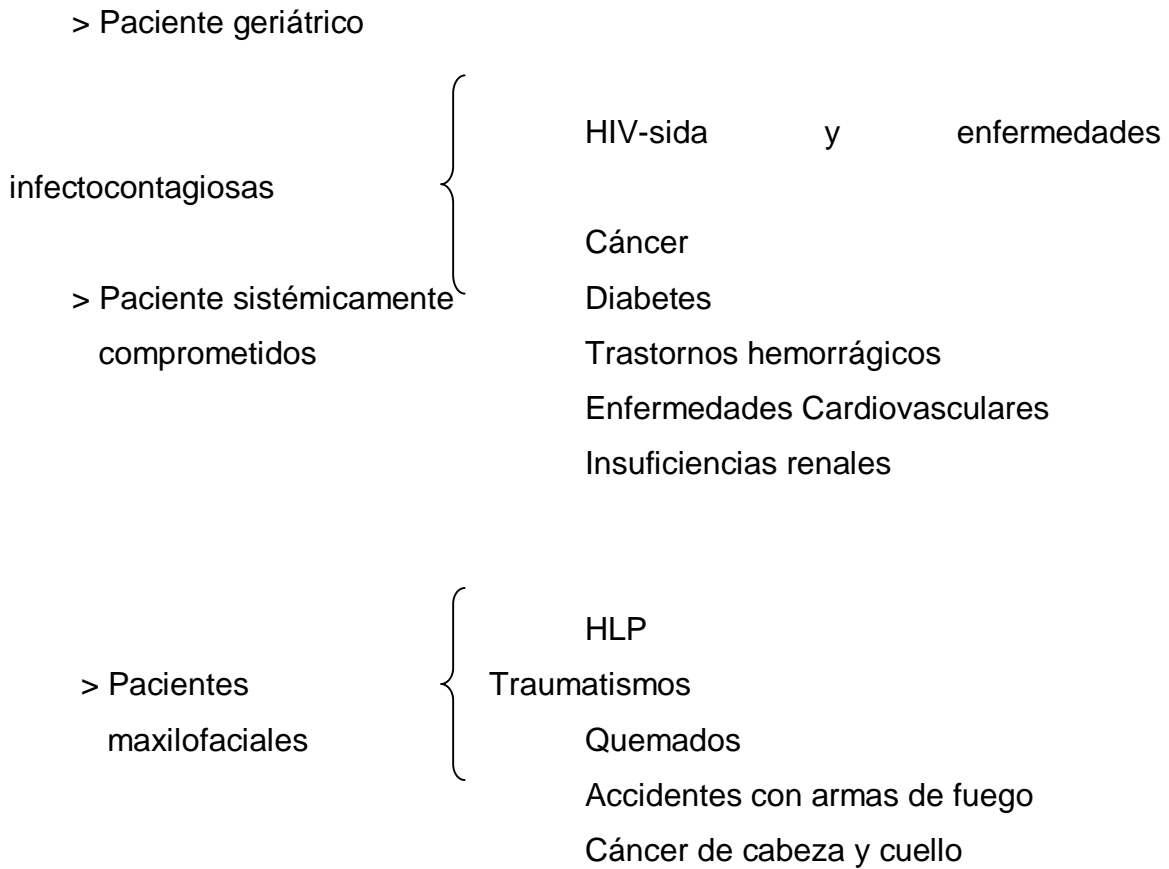 > Paciente geriátrico
HIV-sida y enfermedades
infectocontagiosas
Cáncer
> Paciente sistémicamente Diabetes
comprometidos Trastornos hemorrágicos
Enfermedades Cardiovasculares
Insuficiencias renales
HLP
> Pacientes Traumatismos
maxilofaciales Quemados
Accidentes con armas de fuego
Cáncer de cabeza y cuello